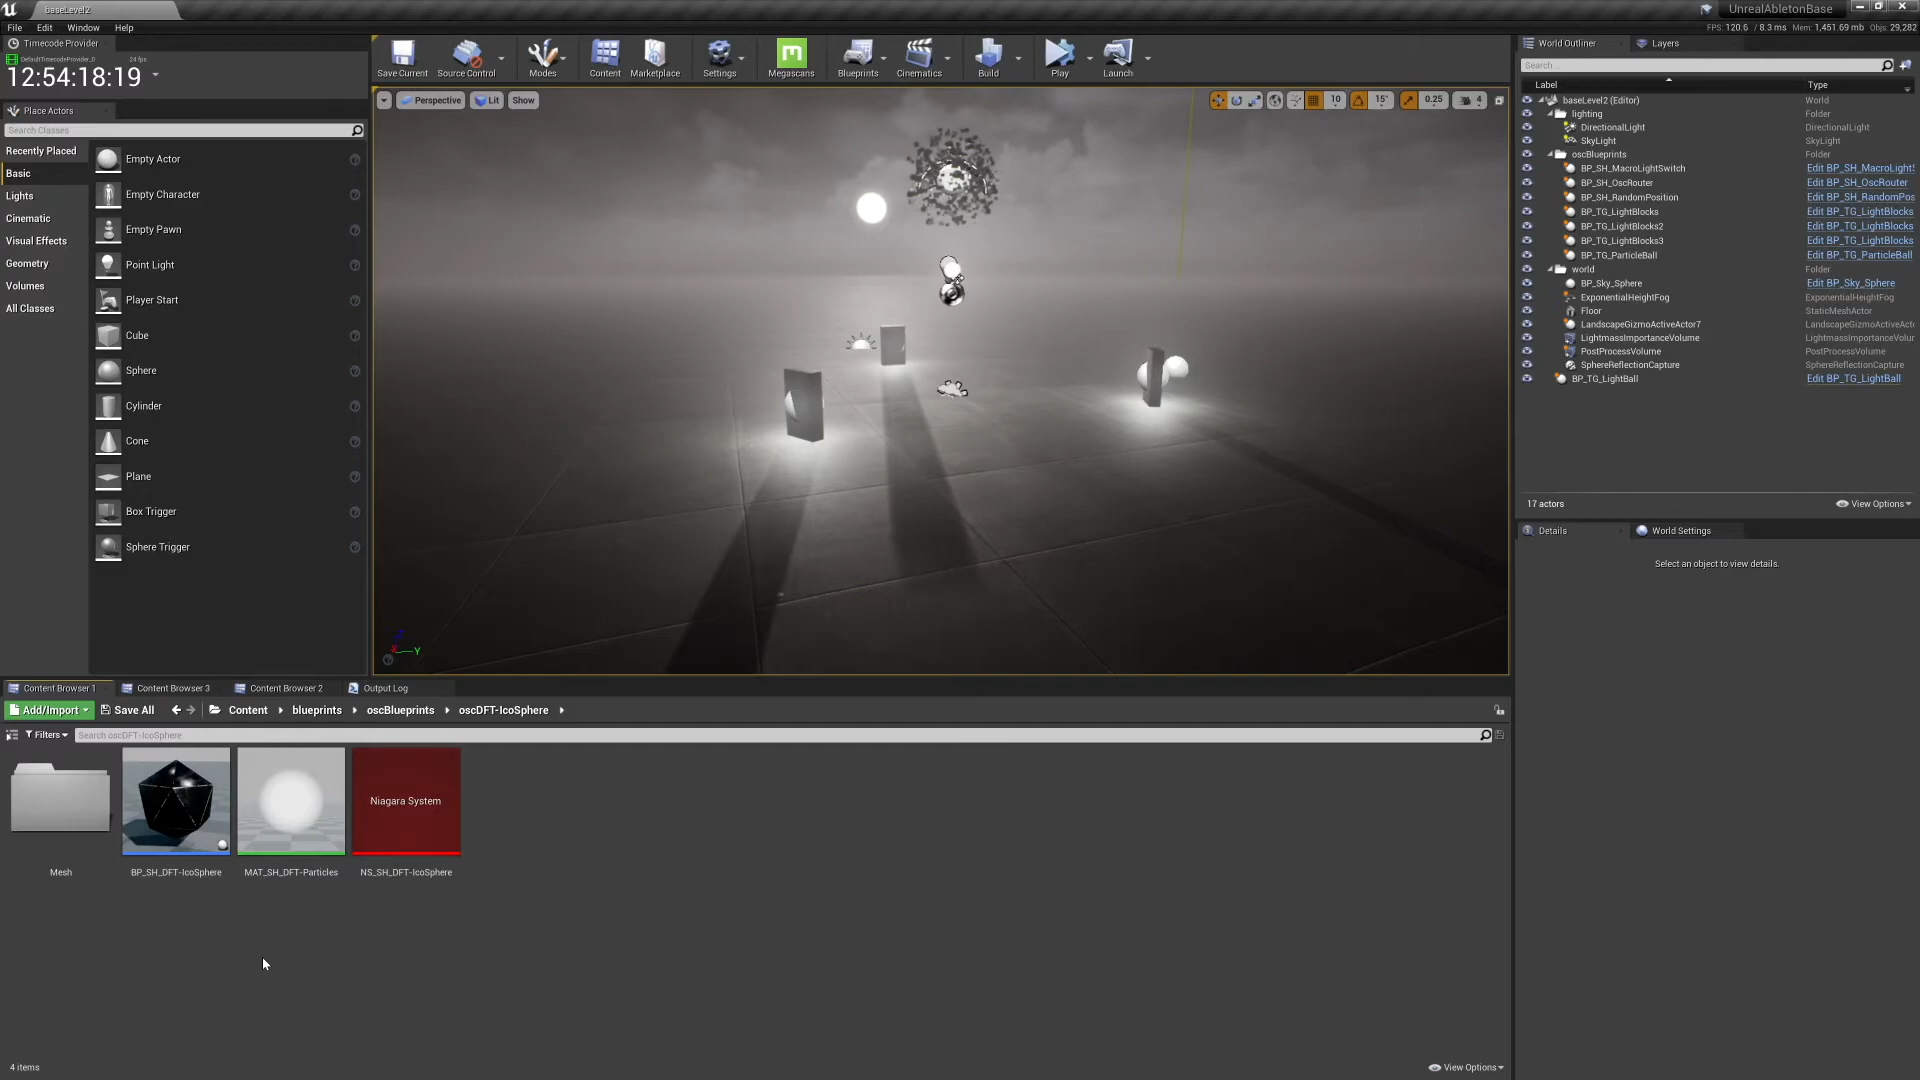 baseLevel2
UnrealAbletonBase
File Edit Window Help
FPS: 120.6 / 8.3 ms Mem: 1,451.69 mb Objs: 29,282
Timecode Provider
DefaultTimecodeProvider_0 24 fps
12:54:18:19
Save Current
Source Control
Modes
Content
Marketplace
Settings
Megascans
Blueprints
Cinematics
Build
Play
Launch
Place Actors
Search Classes
Recently Placed
Basic
Lights
Cinematic
Visual Effects
Geometry
Volumes
All Classes
Empty Actor
Empty Character
Empty Pawn
Point Light
Player Start
Cube
Sphere
Cylinder
Cone
Plane
Box Trigger
Sphere Trigger
Perspective Lit Show
10 15° 0.25 4
Z
X Y
World Outliner Layers
Search...
Label Type
baseLevel2 (Editor) World
lighting Folder
DirectionalLight DirectionalLight
SkyLight SkyLight
oscBlueprints Folder
BP_SH_MacroLightSwitch Edit BP_SH_MacroLightS
BP_SH_OscRouter Edit BP_SH_OscRouter
BP_SH_RandomPosition Edit BP_SH_RandomPos
BP_TG_LightBlocks Edit BP_TG_LightBlocks
BP_TG_LightBlocks2 Edit BP_TG_LightBlocks
BP_TG_LightBlocks3 Edit BP_TG_LightBlocks
BP_TG_ParticleBall Edit BP_TG_ParticleBall
world Folder
BP_Sky_Sphere Edit BP_Sky_Sphere
ExponentialHeightFog ExponentialHeightFog
Floor StaticMeshActor
LandscapeGizmoActiveActor7 LandscapeGizmoActiveActo
LightmassImportanceVolume LightmassImportanceVolur
PostProcessVolume PostProcessVolume
SphereReflectionCapture SphereReflectionCapture
BP_TG_LightBall Edit BP_TG_LightBall
17 actors View Options
Details World Settings
Select an object to view details.
Content Browser 1 Content Browser 3 Content Browser 2 Output Log
Add/Import Save All Content blueprints oscBlueprints oscDFT-IcoSphere
Filters Search oscDFT-IcoSphere
Niagara System
Mesh
BP_SH_DFT-IcoSphere
MAT_SH_DFT-Particles
NS_SH_DFT-IcoSphere
4 items View Options